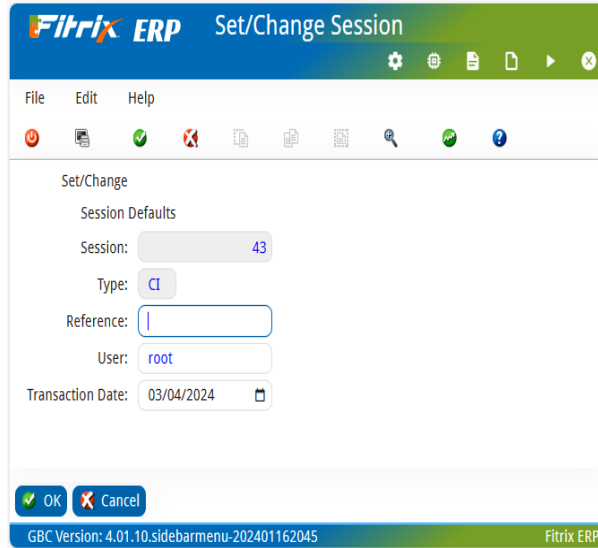 Fitrix ERP Set/Change Session
File Edit Help
Set/Change
Session Defaults
Session: 43
Type: CI
Reference:
User: root
Transaction Date: 03/04/2024
OK Cancel
GBC Version: 4.01.10.sidebarmenu-202401162045 Fitrix ERP